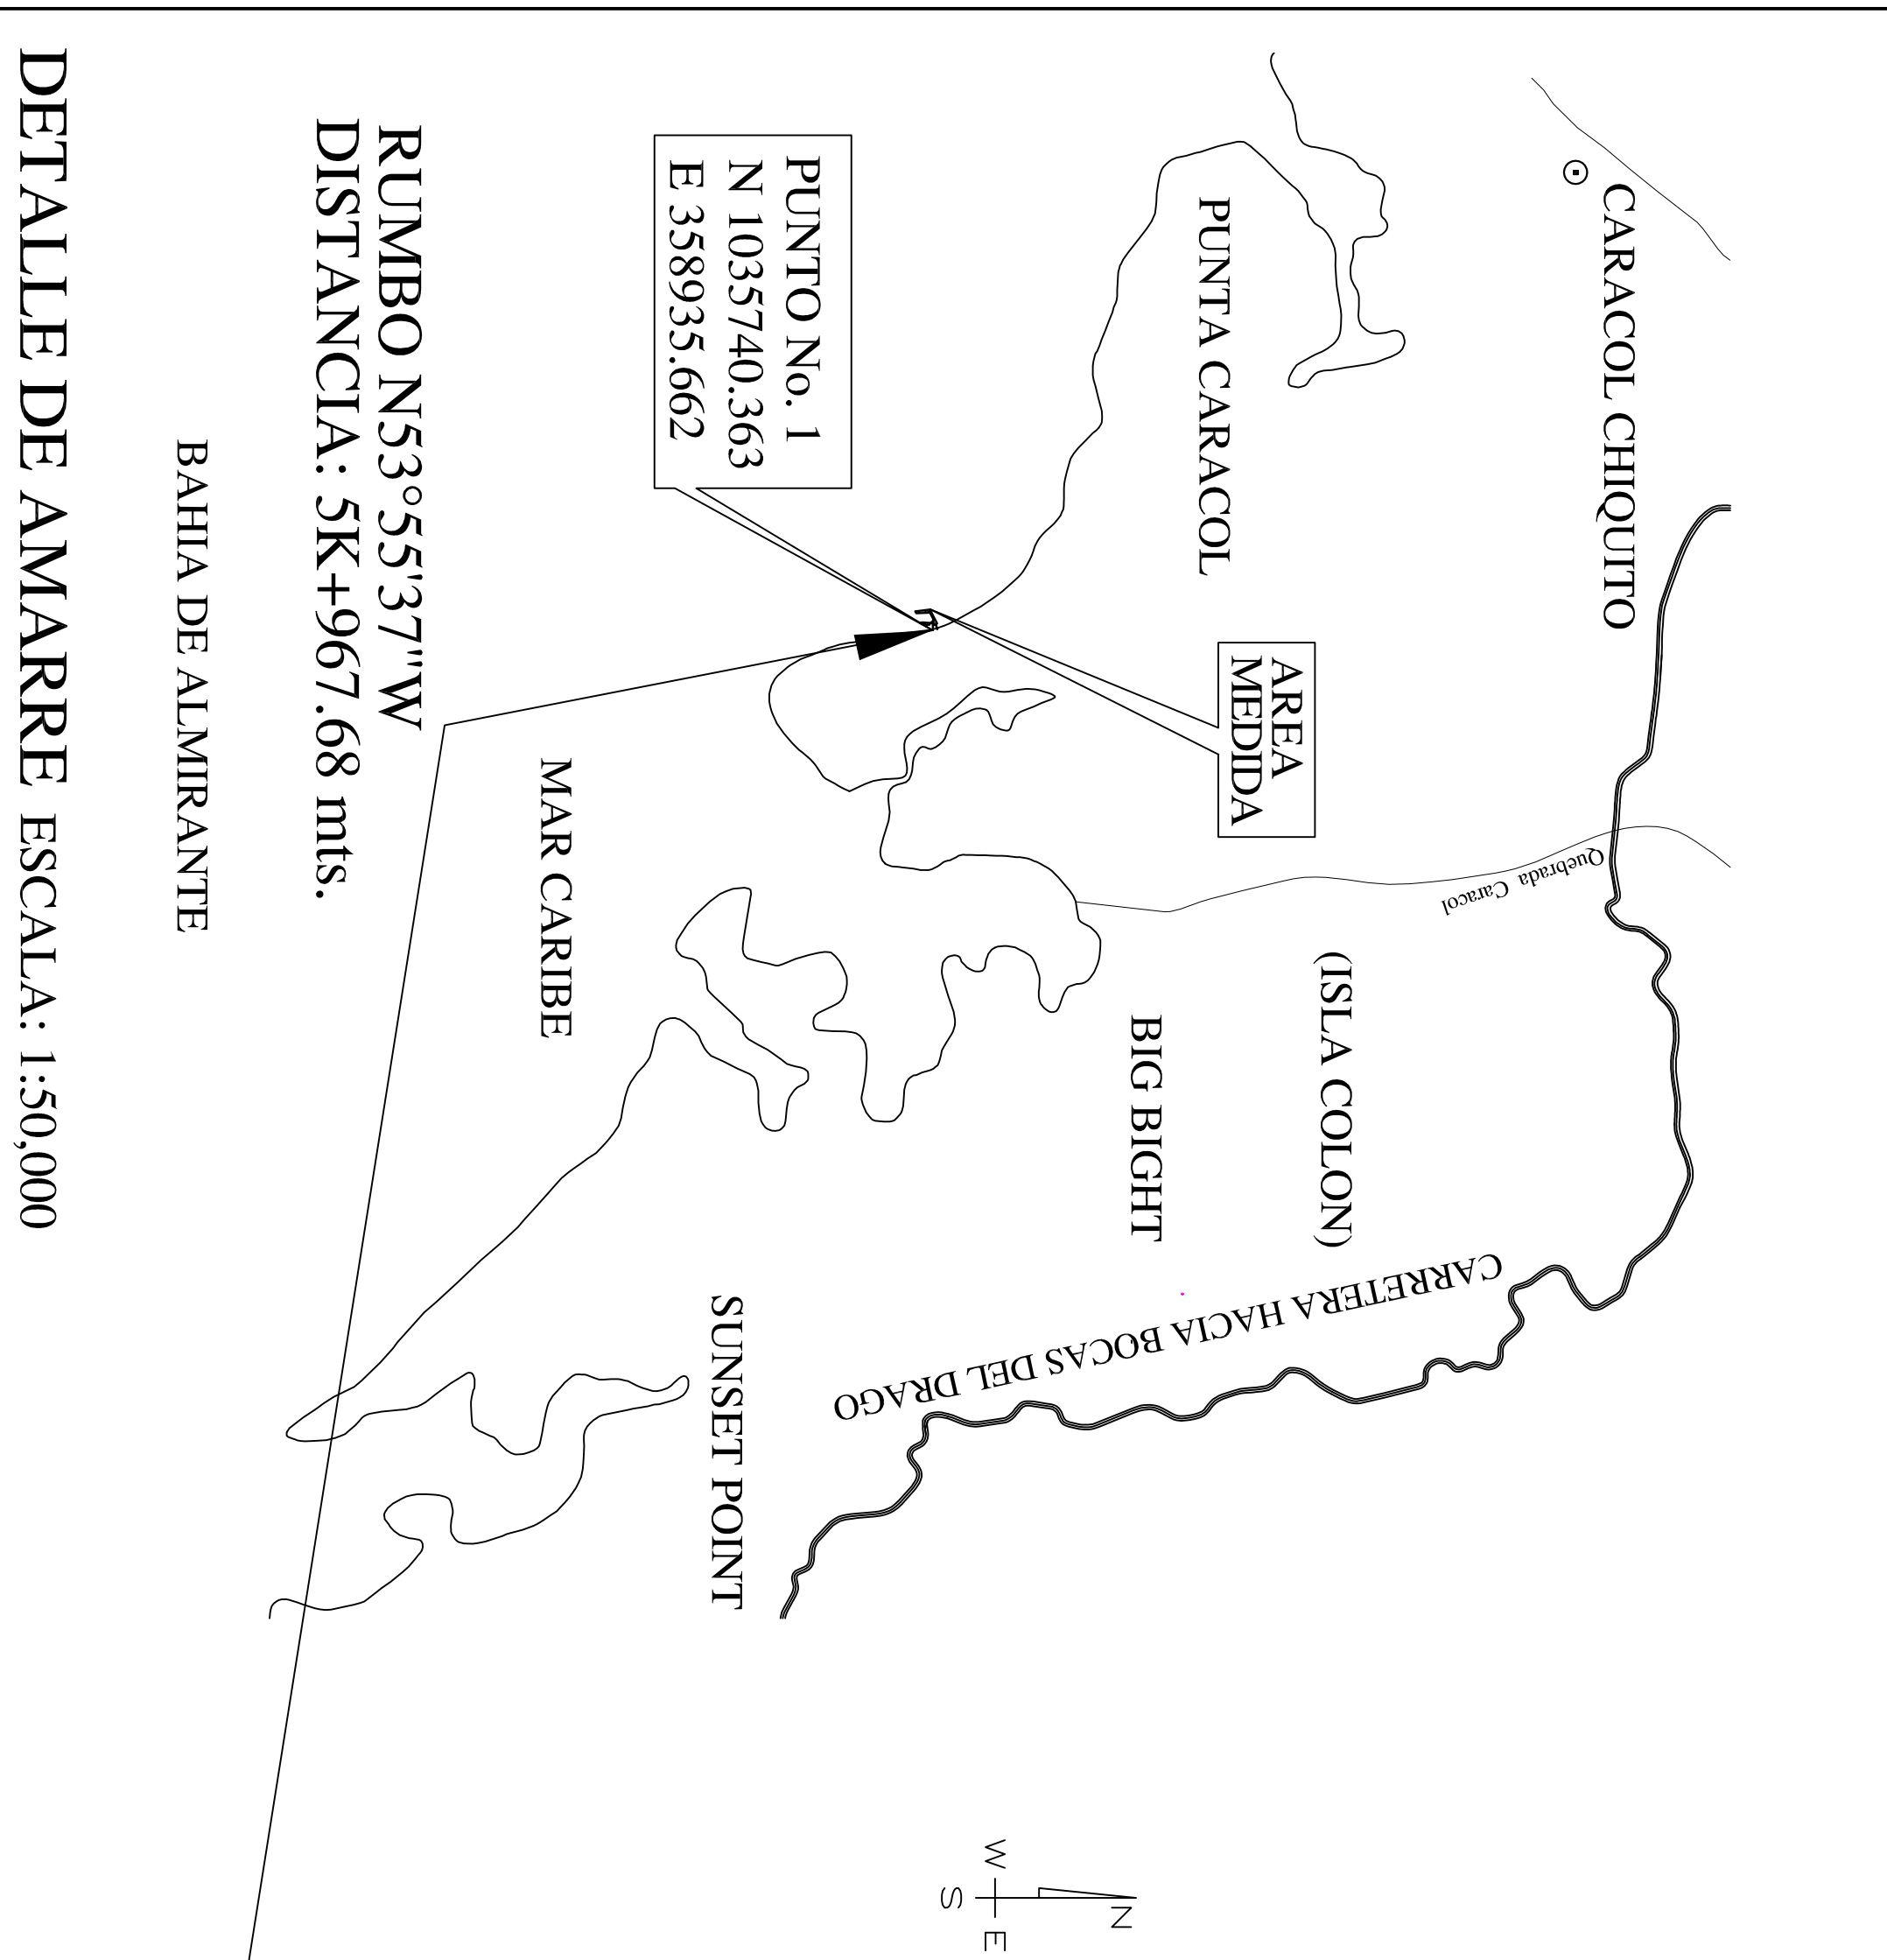 CARACOL CHIQUITO
Quebrada Caracol
(ISLA COLON)
AREA
MEDIDA
PUNTA CARACOL
BIG BIGHT
CARRETERA HACIA BOCAS DEL DRAGO
PUNTO No. 1
N 1035740.363
E 358935.662
SUNSET POINT
MAR CARIBE
RUMBO N53°55'37"W
DISTANCIA: 5K+967.68 mts.
BAHIA DE ALMIRANTE
N
W E
S
DETALLE DE AMARRE ESCALA: 1:50,000